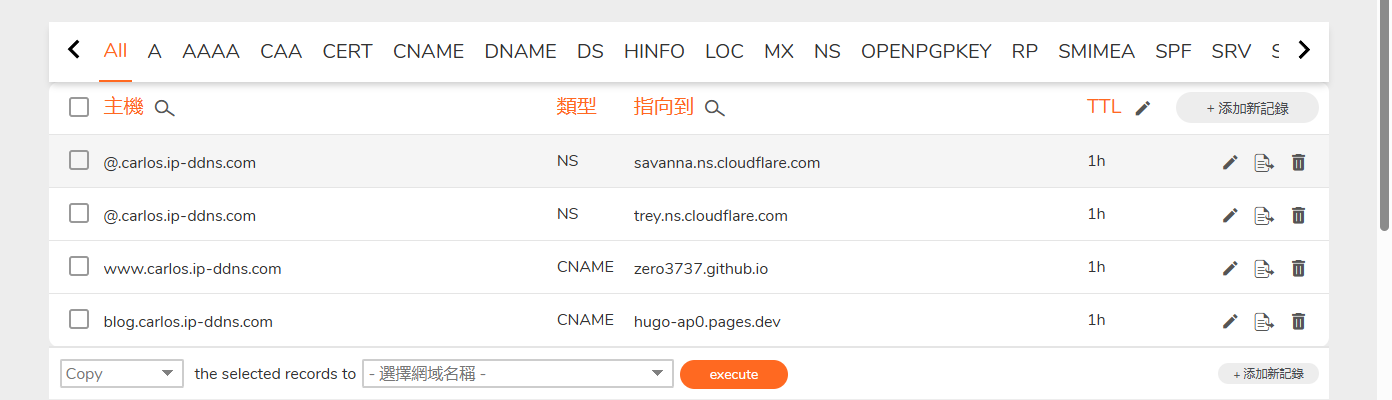 All A AAAA CAA CERT CNAME DNAME DS HINFO LOC MX NS OPENPGPKEY RP SMIMEA SPF SRV
主機 類型 指向到 TTL + 添加新記錄
@.carlos.ip-ddns.com NS savanna.ns.cloudflare.com 1h
@.carlos.ip-ddns.com NS trey.ns.cloudflare.com 1h
www.carlos.ip-ddns.com CNAME zero3737.github.io 1h
blog.carlos.ip-ddns.com CNAME hugo-ap0.pages.dev 1h
Copy the selected records to - 選擇網域名稱 - execute + 添加新記錄